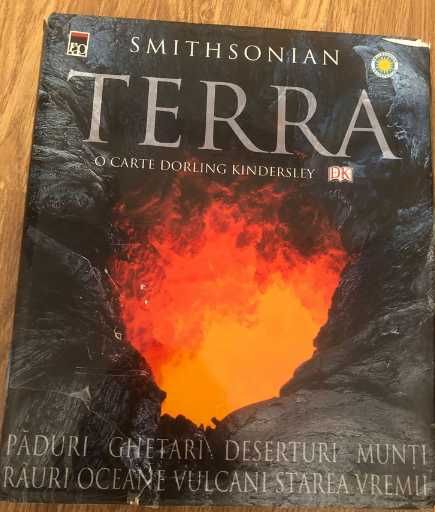 SMITHSONIAN
TERRA
O CARTE DORLING KINDERSLEY DK
PĂDURI GHEȚARI DEȘERTURI MUNȚI
RÂURI OCEANE VULCANI STAREA VREMII